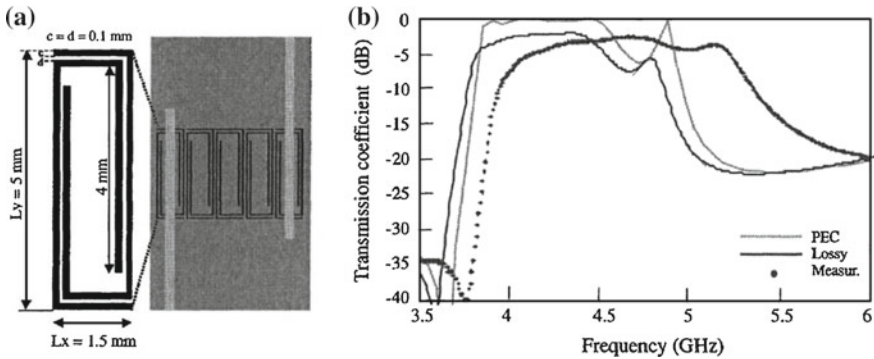 (a)
c = d = 0.1 mm
c
d
Ly = 5 mm
4 mm
Lx = 1.5 mm
(b)
Transmission coefficient (dB)
0
-5
-10
-15
-20
-25
-30
-35
-40
PEC
Lossy
Measur.
3.5
4
4.5
5
5.5
6
Frequency (GHz)